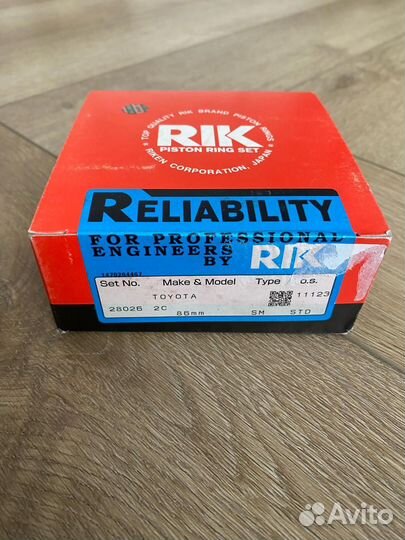 TOP QUALITY RIK BRAND PISTON RINGS
RIK
PISTON RING SET
RIKEN CORPORATION, JAPAN
RELIABILITY
FOR PROFESSIONAL
ENGINEERS
BY RIK
1470264467
Set No. Make & Model Type O.S.
TOYOTA 11123
28026 2C 86mm SM STD
Avito